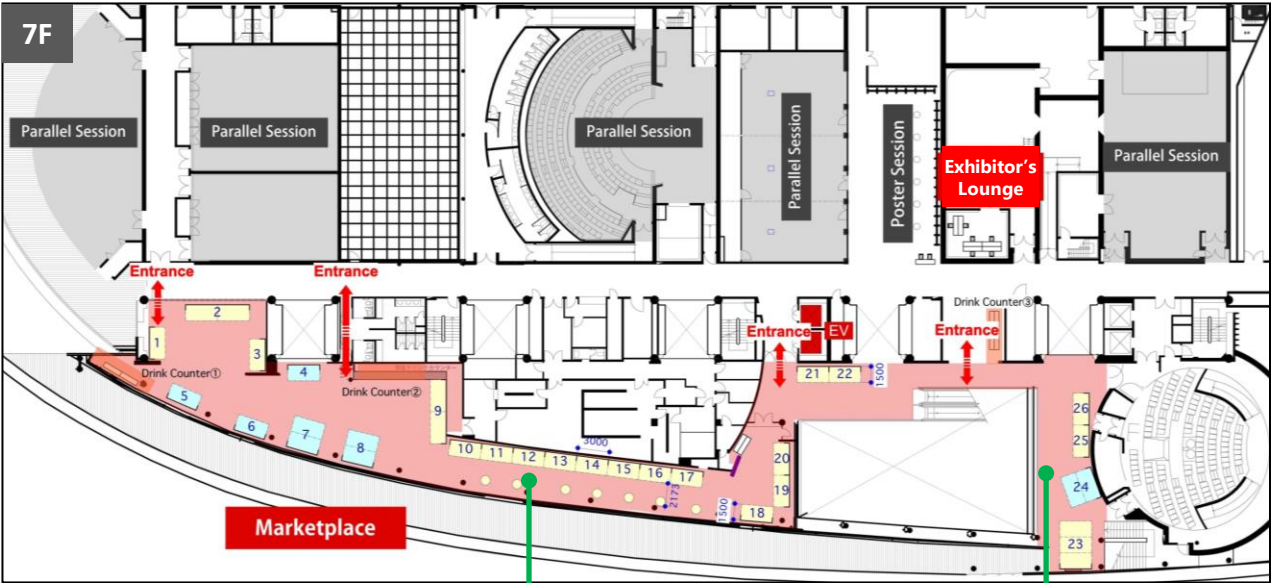 7F
Parallel Session
Parallel Session
Parallel Session
Parallel Session
Poster Session
Exhibitor's
Lounge
Parallel Session
Entrance
Entrance
Entrance
EV
Entrance
Drink Counter③
1
2
3
Drink Counter①
4
Drink Counter②
5
6
7
8
9
10
11
12
13
14
15
16
17
3000
2173
1500
18
19
20
21
22
1500
23
24
25
26
Marketplace